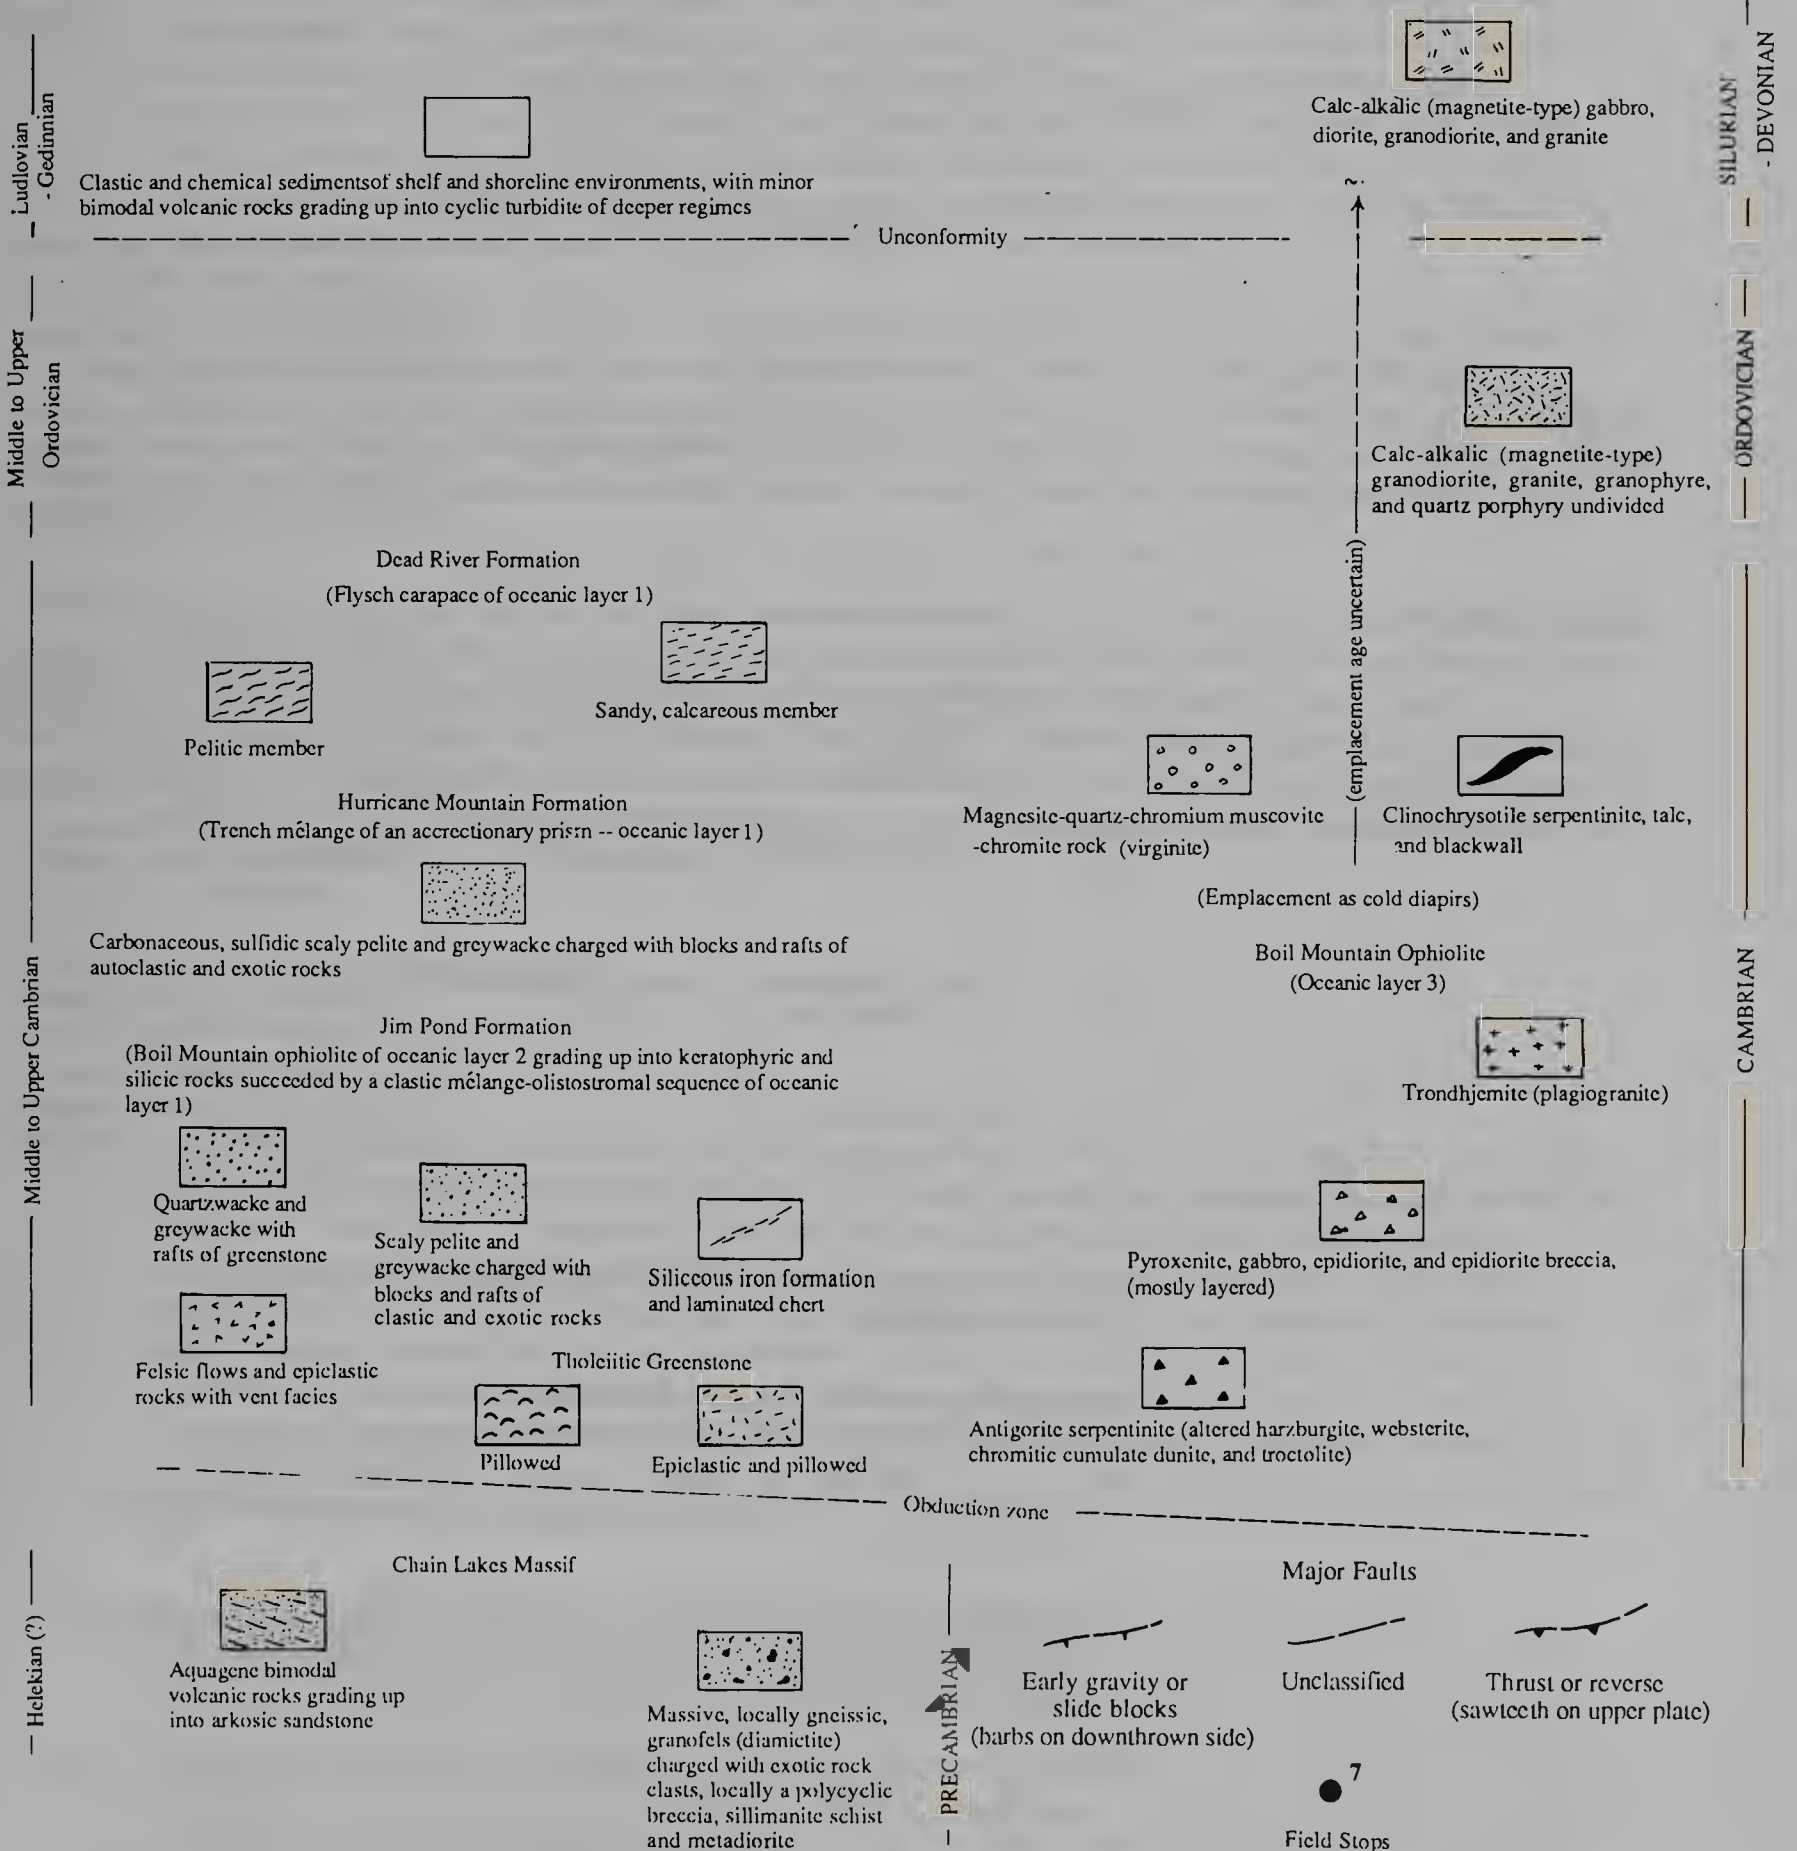 Calc-alkalic (magnetite-type) gabbro,
diorite, granodiorite, and granite
SILURIAN
- DEVONIAN
Ludlovian
- Gedinnian
Clastic and chemical sedimentsof shelf and shoreline environments, with minor
bimodal volcanic rocks grading up into cyclic turbidite of deeper regimes
Unconformity
Middle to Upper
Ordovician
ORDOVICIAN
Calc-alkalic (magnetite-type)
granodiorite, granite, granophyre,
and quartz porphyry undivided
(emplacement age uncertain)
Dead River Formation
(Flysch carapace of oceanic layer 1)
Sandy, calcareous member
Pelitic member
Hurricane Mountain Formation
(Trench mélange of an accrectionary prism -- oceanic layer 1)
Carbonaceous, sulfidic scaly pelite and greywacke charged with blocks and rafts of
autoclastic and exotic rocks
Magnesite-quartz-chromium muscovite
-chromite rock (virginite)
Clinochrysotile serpentinite, talc,
and blackwall
(Emplacement as cold diapirs)
Boil Mountain Ophiolite
(Oceanic layer 3)
Trondhjemite (plagiogranite)
Middle to Upper Cambrian
CAMBRIAN
Jim Pond Formation
(Boil Mountain ophiolite of oceanic layer 2 grading up into keratophyric and
silicic rocks succeeded by a clastic mélange-olistostromal sequence of oceanic
layer 1)
Quartzwacke and
greywacke with
rafts of greenstone
Scaly pelite and
greywacke charged with
blocks and rafts of
clastic and exotic rocks
Siliceous iron formation
and laminated chert
Pyroxenite, gabbro, epidiorite, and epidiorite breccia,
(mostly layered)
Felsic flows and epiclastic
rocks with vent facies
Tholeiitic Greenstone
Pillowed
Epiclastic and pillowed
Antigorite serpentinite (altered harzburgite, websterite,
chromitic cumulate dunite, and troctolite)
Obduction zone
Helekian (?)
Chain Lakes Massif
Aquagene bimodal
volcanic rocks grading up
into arkosic sandstone
Massive, locally gneissic,
granofels (diamictite)
charged with exotic rock
clasts, locally a polycyclic
breccia, sillimanite schist
and metadiorite
PRECAMBRIAN
Major Faults
Early gravity or
slide blocks
(barbs on downthrown side)
Unclassified
Thrust or reverse
(sawteeth on upper plate)
7
Field Stops